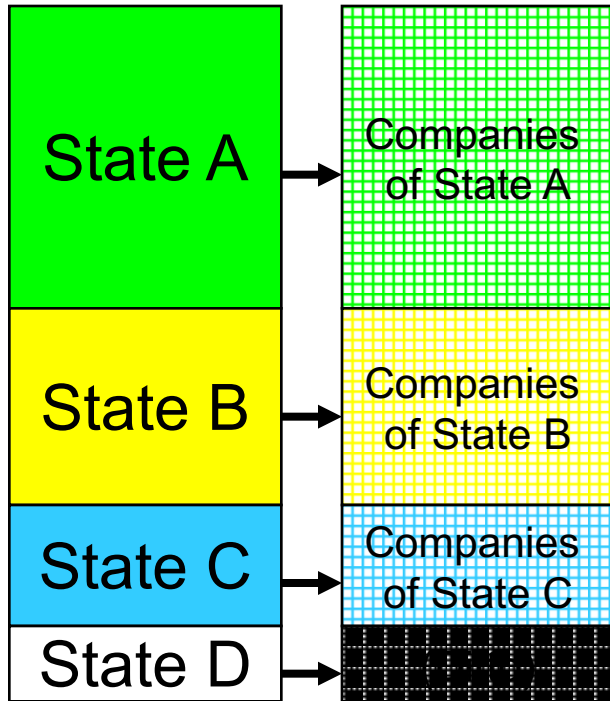 State A
Companies
of State A
State B
Companies
of State B
State C
Companies
of State C
State D